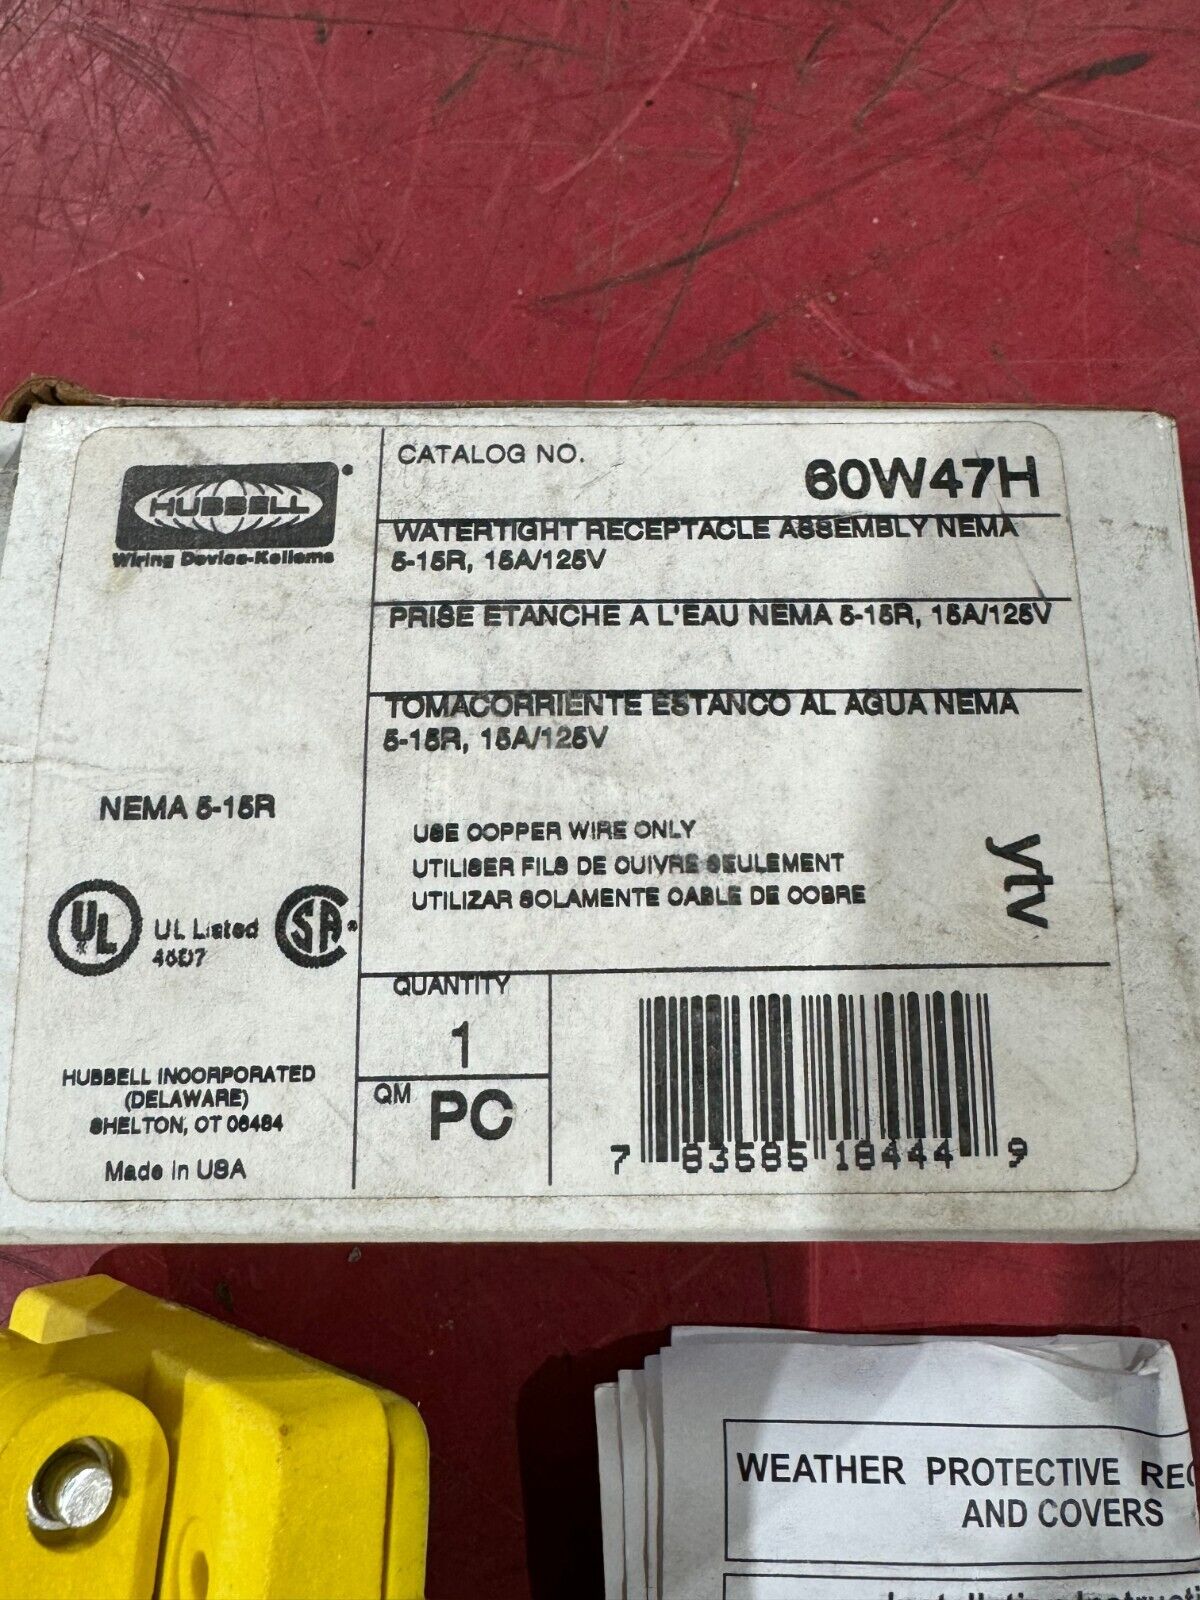 HUBBELL
Wiring Device-Kellems
CATALOG NO.
60W47H
WATERTIGHT RECEPTACLE ASSEMBLY NEMA
5-15R, 15A/125V
PRISE ETANCHE A L'EAU NEMA 5-15R, 15A/125V
TOMACORRIENTE ESTANCO AL AGUA NEMA
5-15R, 15A/125V
NEMA 5-15R
USE COPPER WIRE ONLY
UTILISER FILS DE CUIVRE SEULEMENT
UTILIZAR SOLAMENTE CABLE DE COBRE
ytv
UL
UL Listed
SA
QUANTITY
1
QM PC
HUBBELL INCORPORATED
(DELAWARE)
SHELTON, CT 06484
Made in USA
7 83585 18444 9
WEATHER PROTECTIVE
AND COVERS